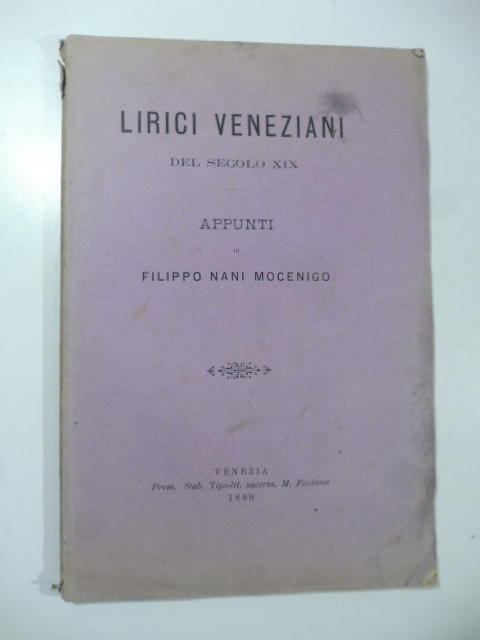 LIRICI VENEZIANI
DEL SECOLO XIX
APPUNTI
DI
FILIPPO NANI MOCENIGO
VENEZIA
Prem. Stab. Tipo-lit. success. M. Fontana
1889